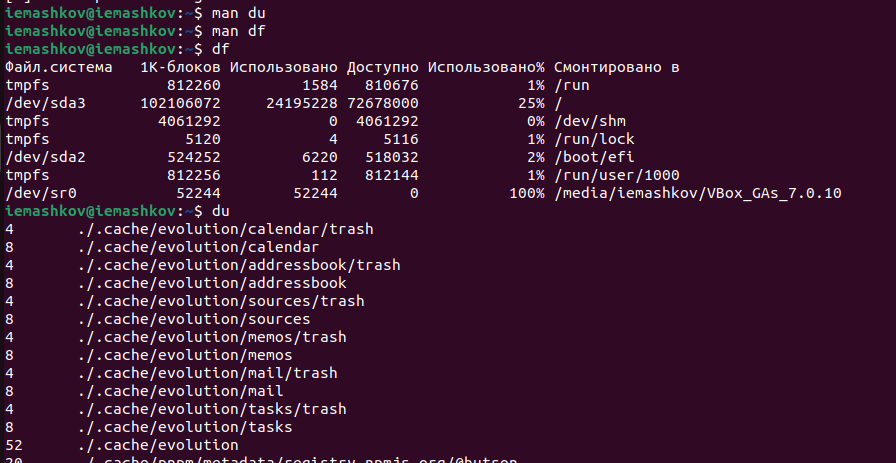 iemashkov@iemashkov:~$ man du
iemashkov@iemashkov:~$ man df
iemashkov@iemashkov:~$ df
Файл.система   1K-блоков Использовано Доступно Использовано% Смонтировано в
tmpfs             812260         1584   810676            1% /run
/dev/sda3      102106072     24195228 72678000           25% /
tmpfs            4061292            0  4061292            0% /dev/shm
tmpfs               5120            4     5116            1% /run/lock
/dev/sda2         524252         6220   518032            2% /boot/efi
tmpfs             812256          112   812144            1% /run/user/1000
/dev/sr0           52244        52244        0          100% /media/iemashkov/VBox_GAs_7.0.10
iemashkov@iemashkov:~$ du
4       ./.cache/evolution/calendar/trash
8       ./.cache/evolution/calendar
4       ./.cache/evolution/addressbook/trash
8       ./.cache/evolution/addressbook
4       ./.cache/evolution/sources/trash
8       ./.cache/evolution/sources
4       ./.cache/evolution/memos/trash
8       ./.cache/evolution/memos
4       ./.cache/evolution/mail/trash
8       ./.cache/evolution/mail
4       ./.cache/evolution/tasks/trash
8       ./.cache/evolution/tasks
52      ./.cache/evolution